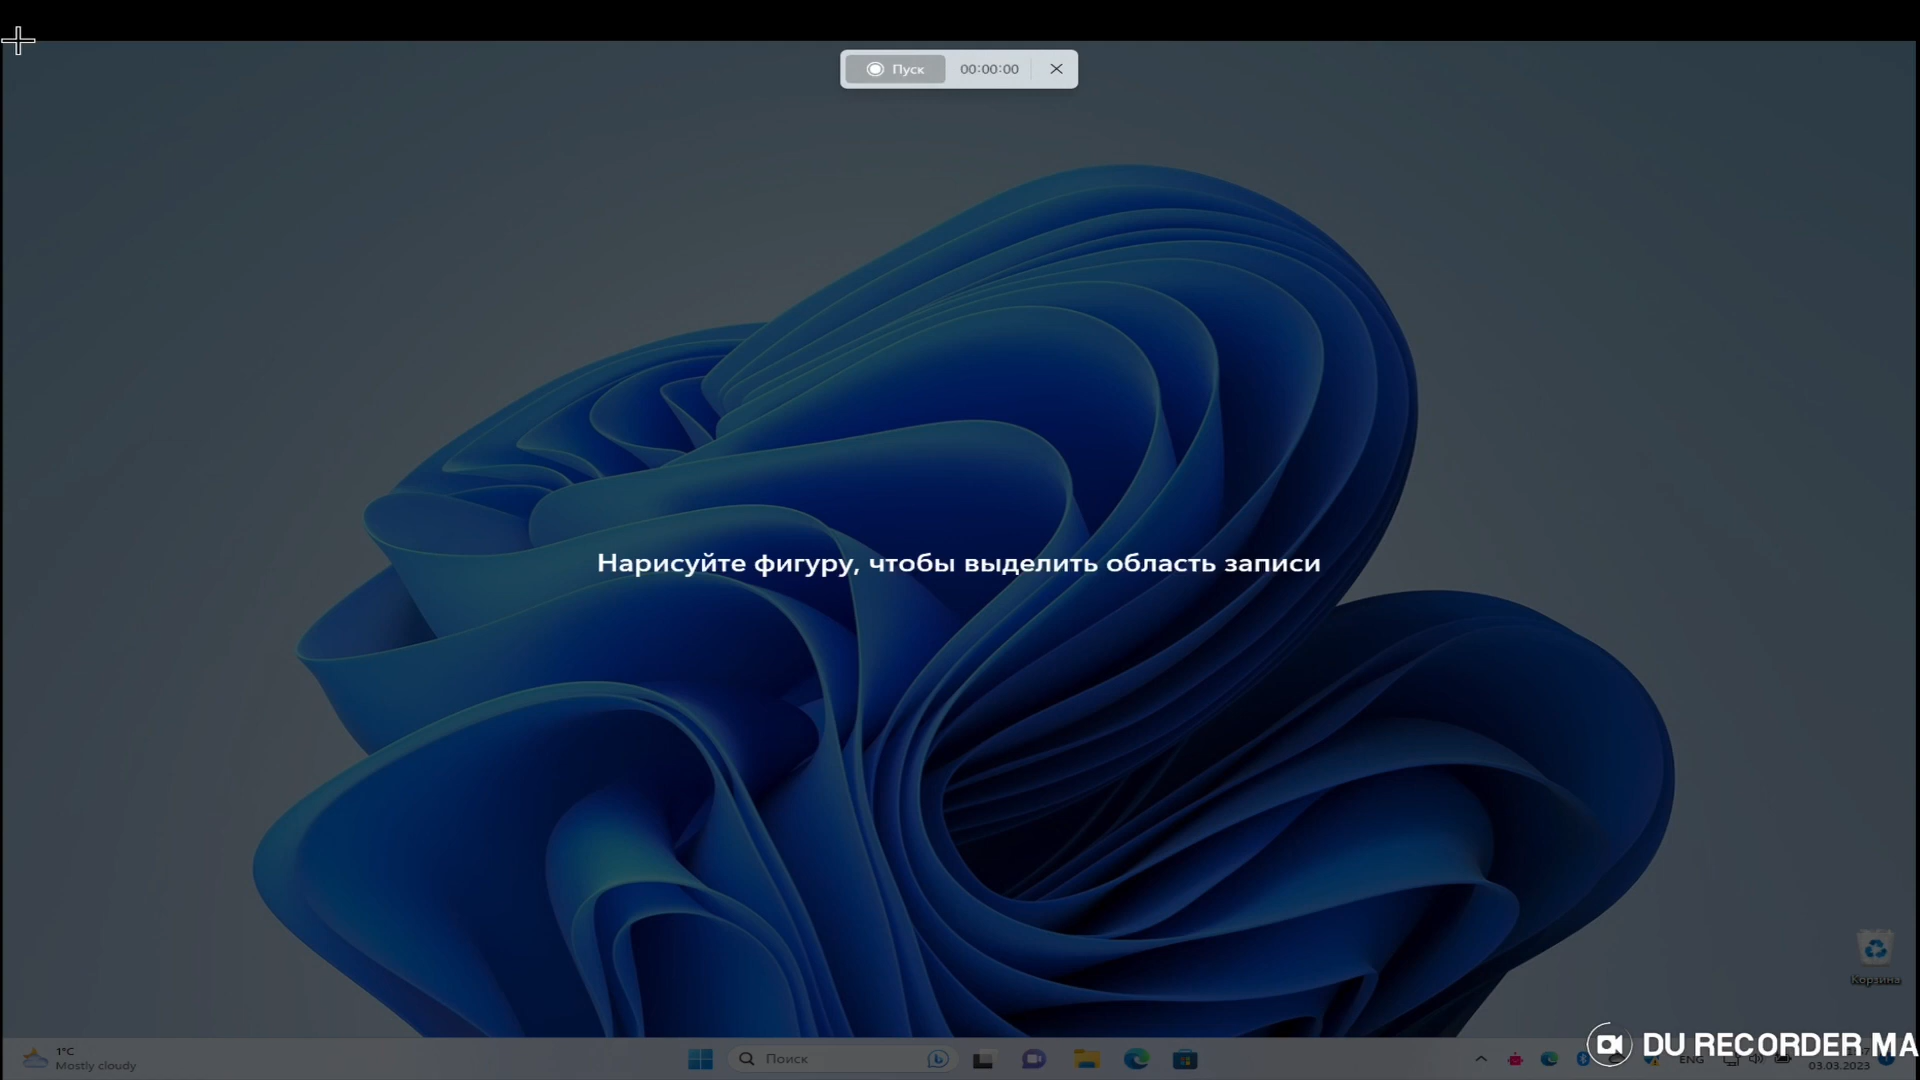 Пуск 00:00:00
Нарисуйте фигуру, чтобы выделить область записи
Корзина
1°C
Mostly cloudy
Поиск
ENG
DU RECORDER MA
03.03.2023